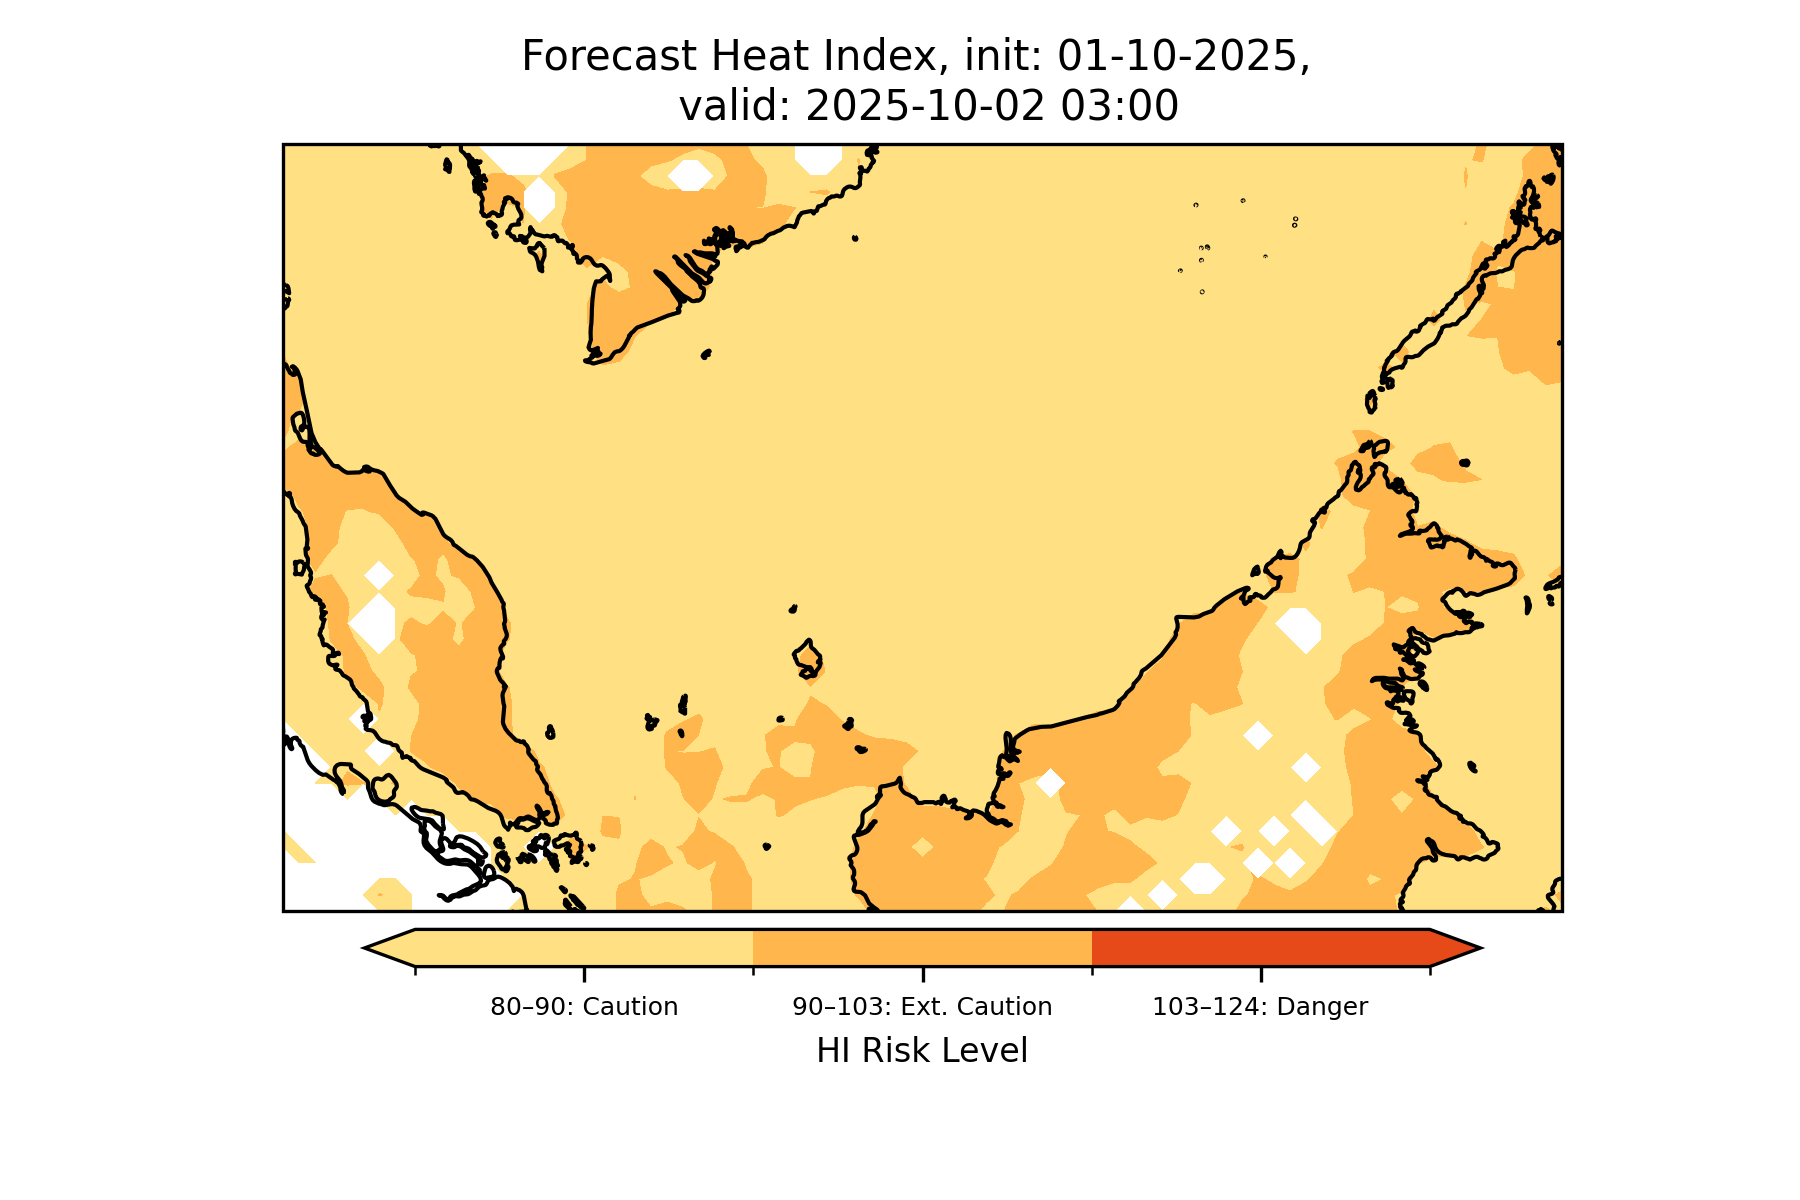 Forecast Heat Index, init: 01-10-2025,
valid: 2025-10-02 03:00
80–90: Caution
90–103: Ext. Caution
103–124: Danger
HI Risk Level